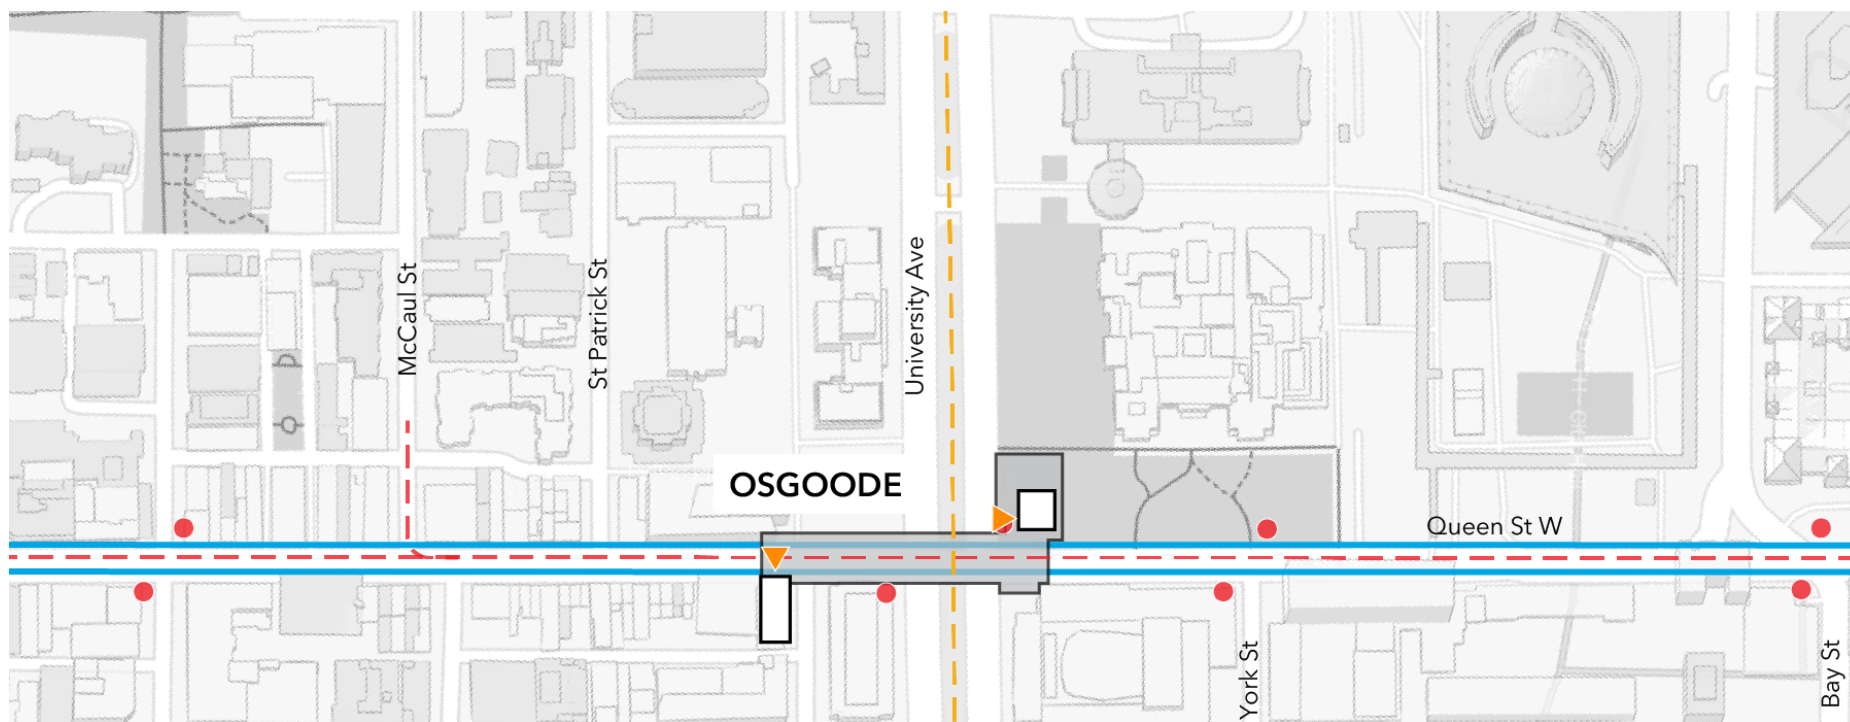 McCaul St
St Patrick St
University Ave
OSGOODE
Queen St W
York St
Bay St